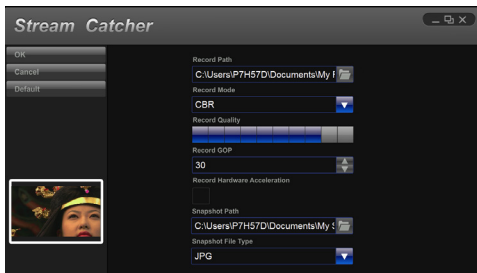 Stream Catcher
OK
Cancel
Default
Record Path
C:\Users\P7H57D\Documents\My
Record Mode
CBR
Record Quality
Record GOP
30
Record Hardware Acceleration
Snapshot Path
C:\Users\P7H57D\Documents\My
Snapshot File Type
JPG